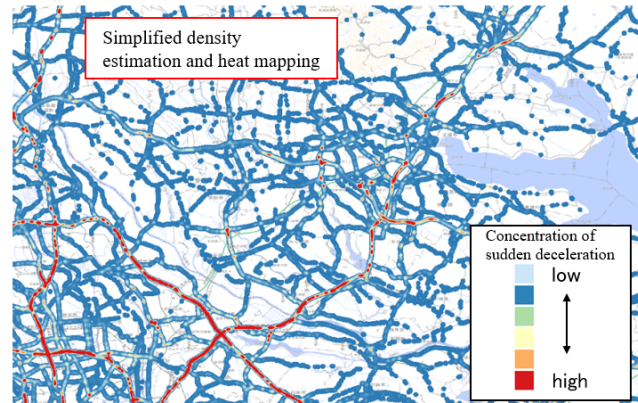 Simplified density
estimation and heat mapping
Concentration of
sudden deceleration
low
high